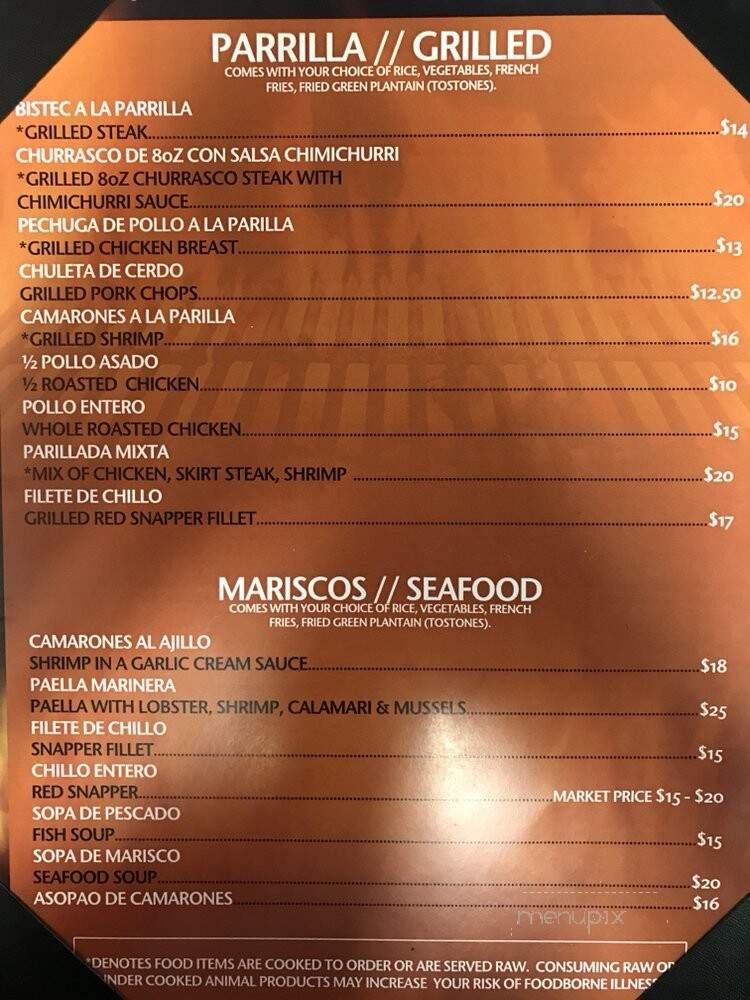 PARRILLA // GRILLED
COMES WITH YOUR CHOICE OF RICE, VEGETABLES, FRENCH
FRIES, FRIED GREEN PLANTAIN (TOSTONES).
BISTEC A LA PARRILLA
*GRILLED STEAK $14
CHURRASCO DE 8oZ CON SALSA CHIMICHURRI
*GRILLED 8oZ CHURRASCO STEAK WITH
CHIMICHURRI SAUCE $20
PECHUGA DE POLLO A LA PARILLA
*GRILLED CHICKEN BREAST $13
CHULETA DE CERDO
GRILLED PORK CHOPS $12.50
CAMARONES A LA PARILLA
*GRILLED SHRIMP $16
½ POLLO ASADO
½ ROASTED CHICKEN $10
POLLO ENTERO
WHOLE ROASTED CHICKEN $15
PARILLADA MIXTA
*MIX OF CHICKEN, SKIRT STEAK, SHRIMP $20
FILETE DE CHILLO
GRILLED RED SNAPPER FILLET $17
MARISCOS // SEAFOOD
COMES WITH YOUR CHOICE OF RICE, VEGETABLES, FRENCH
FRIES, FRIED GREEN PLANTAIN (TOSTONES).
CAMARONES AL AJILLO
SHRIMP IN A GARLIC CREAM SAUCE $18
PAELLA MARINERA
PAELLA WITH LOBSTER, SHRIMP, CALAMARI & MUSSELS $25
FILETE DE CHILLO
SNAPPER FILLET $15
CHILLO ENTERO
RED SNAPPER MARKET PRICE $15 - $20
SOPA DE PESCADO
FISH SOUP $15
SOPA DE MARISCO
SEAFOOD SOUP $20
ASOPAO DE CAMARONES $16
menupix
*DENOTES FOOD ITEMS ARE COOKED TO ORDER OR ARE SERVED RAW. CONSUMING RAW OR
UNDER COOKED ANIMAL PRODUCTS MAY INCREASE YOUR RISK OF FOODBORNE ILLNESS